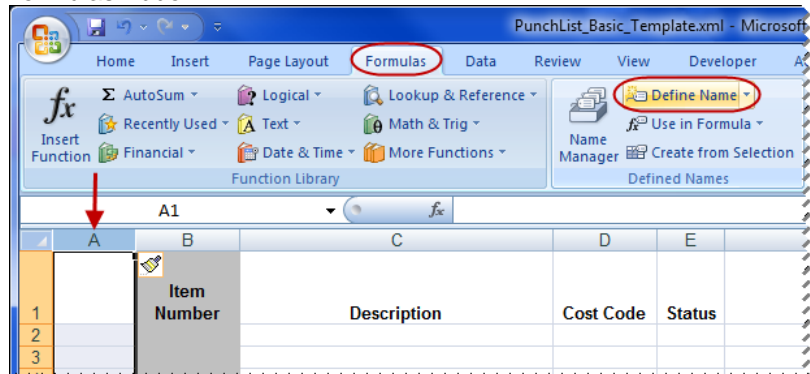 PunchList_Basic_Template.xml - Microsoft
Home Insert Page Layout Formulas Data Review View Developer
fx Insert Function
Σ AutoSum
Recently Used
Financial
Logical
Text
Date & Time
Lookup & Reference
Math & Trig
More Functions
Function Library
Name Manager
Define Name
Use in Formula
Create from Selection
Defined Names
A1 fx
A B C D E
1 Item Number Description Cost Code Status
2
3